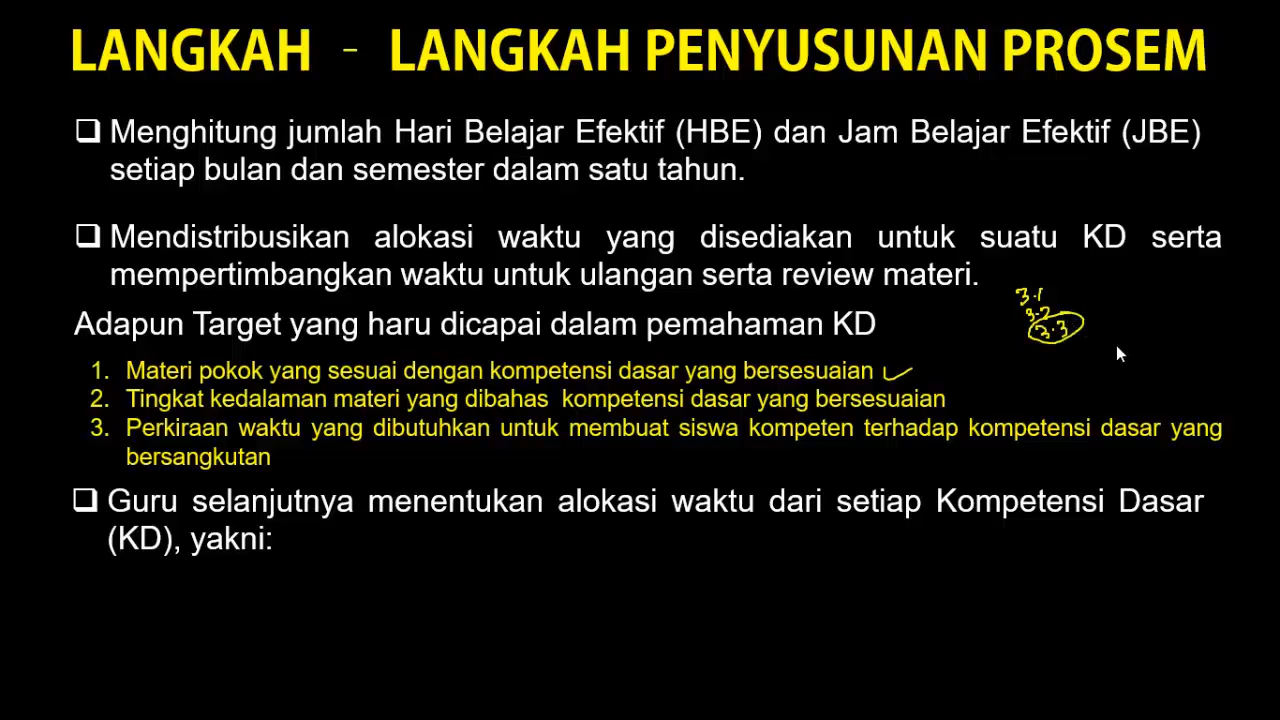 LANGKAH - LANGKAH PENYUSUNAN PROSEM
❑ Menghitung jumlah Hari Belajar Efektif (HBE) dan Jam Belajar Efektif (JBE)
setiap bulan dan semester dalam satu tahun.
❑ Mendistribusikan alokasi waktu yang disediakan untuk suatu KD serta
mempertimbangkan waktu untuk ulangan serta review materi.
3.1
3.2
3.3
Adapun Target yang haru dicapai dalam pemahaman KD
1. Materi pokok yang sesuai dengan kompetensi dasar yang bersesuaian
2. Tingkat kedalaman materi yang dibahas kompetensi dasar yang bersesuaian
3. Perkiraan waktu yang dibutuhkan untuk membuat siswa kompeten terhadap kompetensi dasar yang
bersangkutan
❑ Guru selanjutnya menentukan alokasi waktu dari setiap Kompetensi Dasar
(KD), yakni: